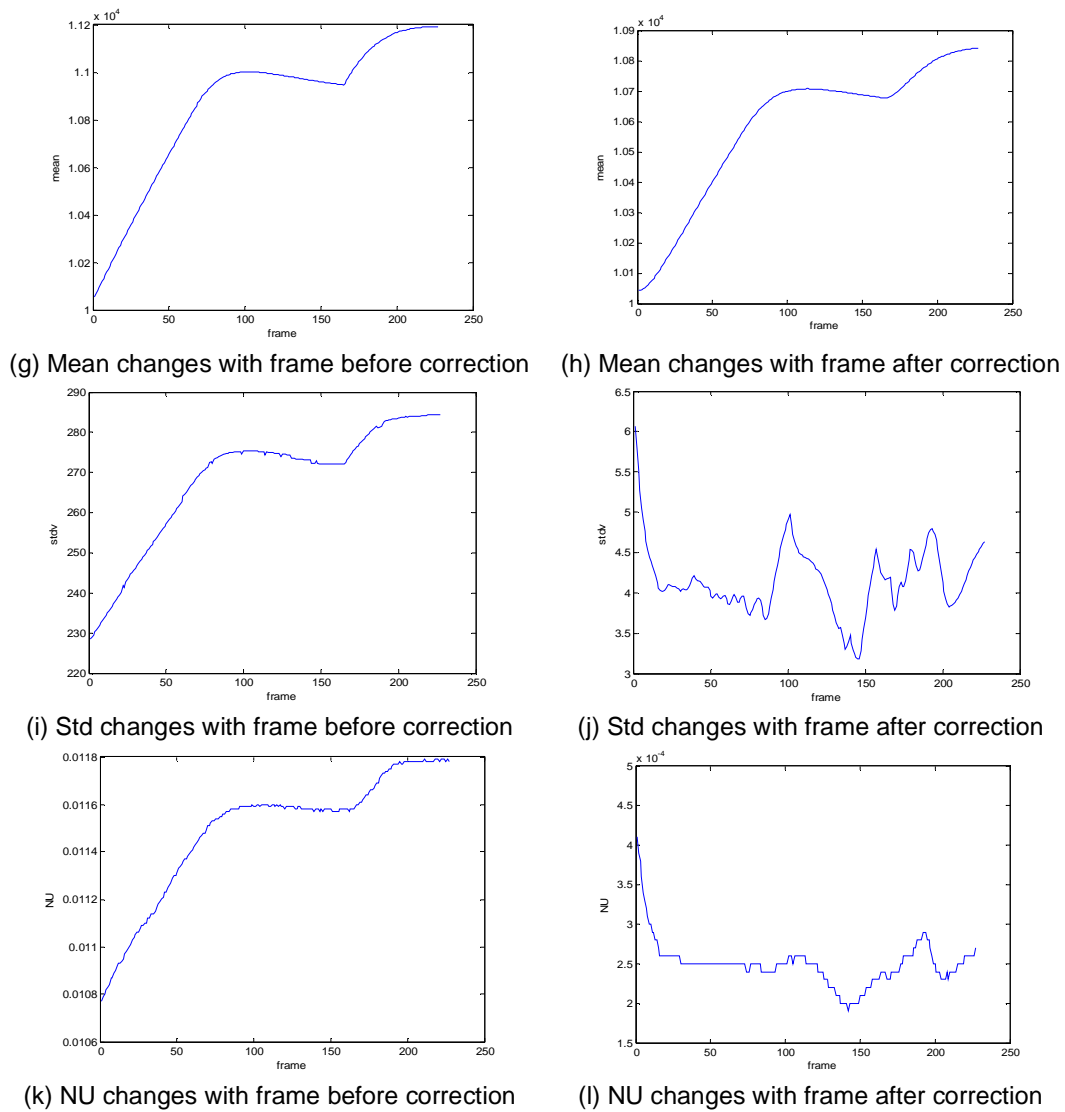 x 10^4
1.12
1.1
1.08
1.06
1.04
1.02
1
mean
0 50 100 150 200 250
frame
(g) Mean changes with frame before correction
x 10^4
1.09
1.08
1.07
1.06
1.05
1.04
1.03
1.02
1.01
1
mean
0 50 100 150 200 250
frame
(h) Mean changes with frame after correction
290
280
270
260
250
240
230
220
stdv
0 50 100 150 200 250
frame
(i) Std changes with frame before correction
6.5
6
5.5
5
4.5
4
3.5
3
stdv
0 50 100 150 200 250
frame
(j) Std changes with frame after correction
0.0118
0.0116
0.0114
0.0112
0.011
0.0108
0.0106
NU
0 50 100 150 200 250
frame
(k) NU changes with frame before correction
x 10^-4
5
4.5
4
3.5
3
2.5
2
1.5
NU
0 50 100 150 200 250
frame
(l) NU changes with frame after correction